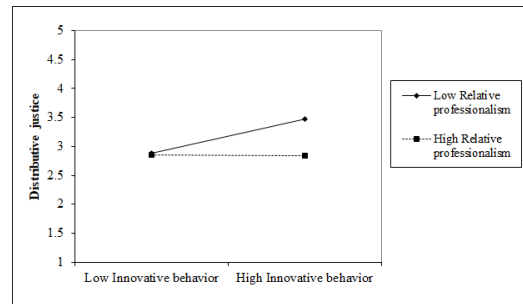 5
4.5
4
3.5
3
2.5
2
1.5
1
Distributive justice
Low Innovative behavior
High Innovative behavior
Low Relative
professionalism
High Relative
professionalism